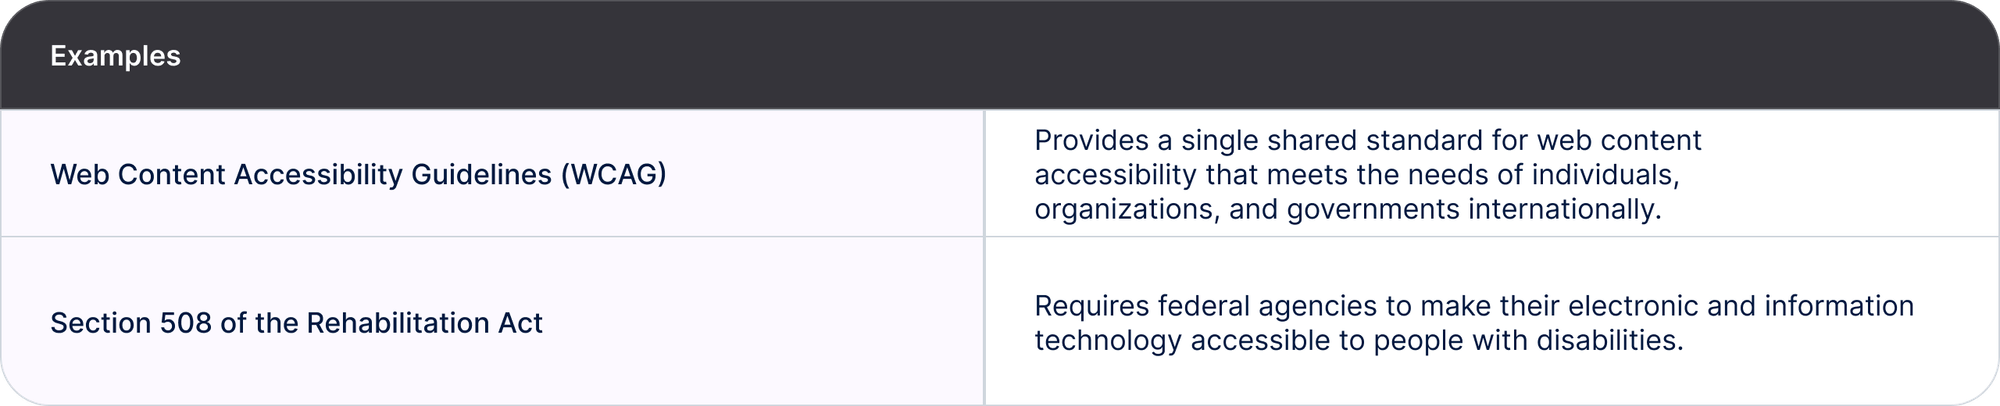 Examples
Web Content Accessibility Guidelines (WCAG)
Provides a single shared standard for web content
accessibility that meets the needs of individuals,
organizations, and governments internationally.
Section 508 of the Rehabilitation Act
Requires federal agencies to make their electronic and information
technology accessible to people with disabilities.